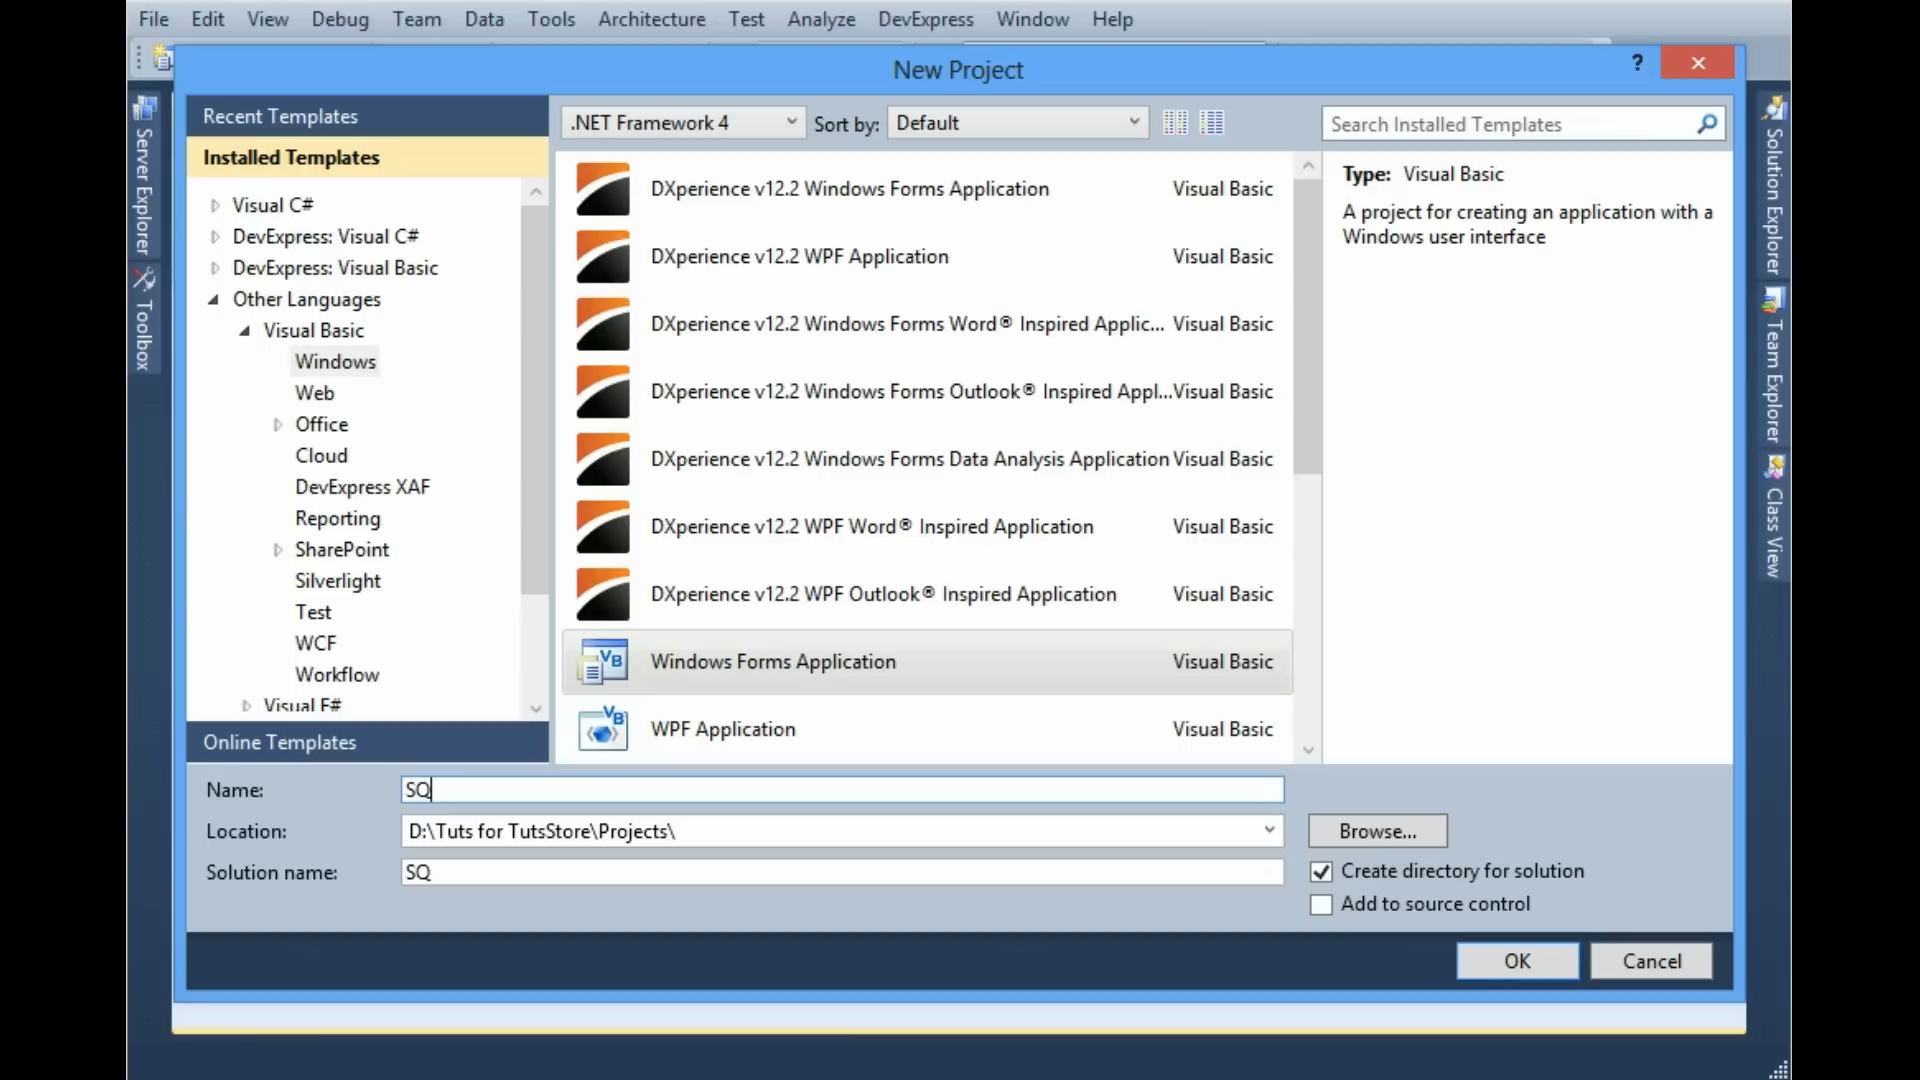 File Edit View Debug Team Data Tools Architecture Test Analyze DevExpress Window Help
New Project
?
Server Explorer
Toolbox
Recent Templates
Installed Templates
Visual C#
DevExpress: Visual C#
DevExpress: Visual Basic
Other Languages
Visual Basic
Windows
Web
Office
Cloud
DevExpress XAF
Reporting
SharePoint
Silverlight
Test
WCF
Workflow
Visual F#
Online Templates
.NET Framework 4 Sort by: Default
Search Installed Templates
DXperience v12.2 Windows Forms Application Visual Basic
DXperience v12.2 WPF Application Visual Basic
DXperience v12.2 Windows Forms Word® Inspired Applic... Visual Basic
DXperience v12.2 Windows Forms Outlook® Inspired Appl... Visual Basic
DXperience v12.2 Windows Forms Data Analysis Application Visual Basic
DXperience v12.2 WPF Word® Inspired Application Visual Basic
DXperience v12.2 WPF Outlook® Inspired Application Visual Basic
VB Windows Forms Application Visual Basic
VB WPF Application Visual Basic
Type: Visual Basic
A project for creating an application with a
Windows user interface
Solution Explorer
Team Explorer
Class View
Name: SQ
Location: D:\Tuts for TutsStore\Projects\ Browse...
Solution name: SQ
Create directory for solution
Add to source control
OK Cancel